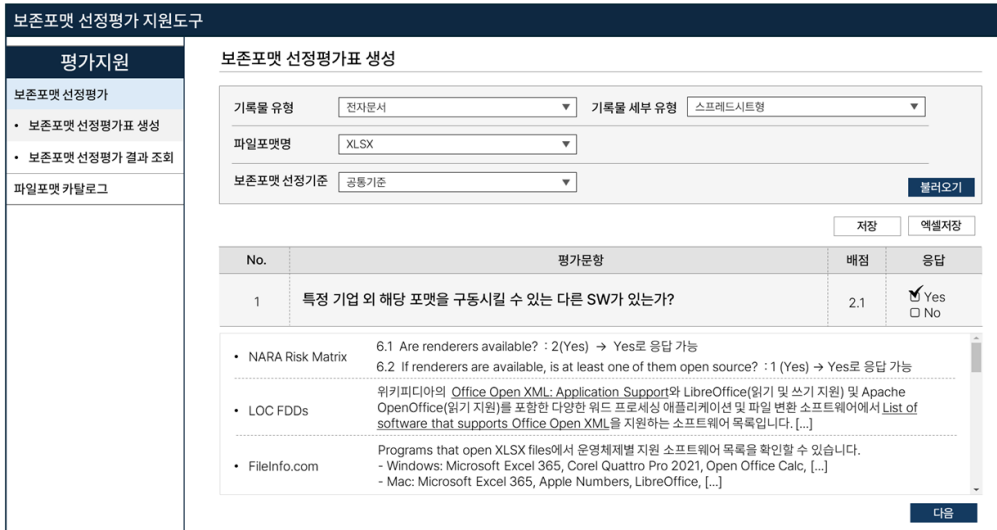 보존포맷 선정평가 지원도구
평가지원
보존포맷 선정평가
• 보존포맷 선정평가표 생성
• 보존포맷 선정평가 결과 조회
파일포맷 카탈로그
보존포맷 선정평가표 생성
기록물 유형 전자문서 ▼ 기록물 세부 유형 스프레드시트형 ▼
파일포맷명 XLSX ▼
보존포맷 선정기준 공통기준 ▼
불러오기
저장 엑셀저장
No. 평가문항 배점 응답
1 특정 기업 외 해당 포맷을 구동시킬 수 있는 다른 SW가 있는가? 2.1
Yes
No
• NARA Risk Matrix
6.1 Are renderers available? : 2(Yes) → Yes로 응답 가능
6.2 If renderers are available, is at least one of them open source? : 1 (Yes) → Yes로 응답 가능
• LOC FDDs
위키피디아의 Office Open XML: Application Support와 LibreOffice(읽기 및 쓰기 지원) 및 Apache
OpenOffice(읽기 지원)를 포함한 다양한 워드 프로세싱 애플리케이션 및 파일 변환 소프트웨어에서 List of
software that supports Office Open XML을 지원하는 소프트웨어 목록입니다. [...]
• FileInfo.com
Programs that open XLSX files에서 운영체제별 지원 소프트웨어 목록을 확인할 수 있습니다.
- Windows: Microsoft Excel 365, Corel Quattro Pro 2021, Open Office Calc, [...]
- Mac: Microsoft Excel 365, Apple Numbers, LibreOffice, [...]
다음